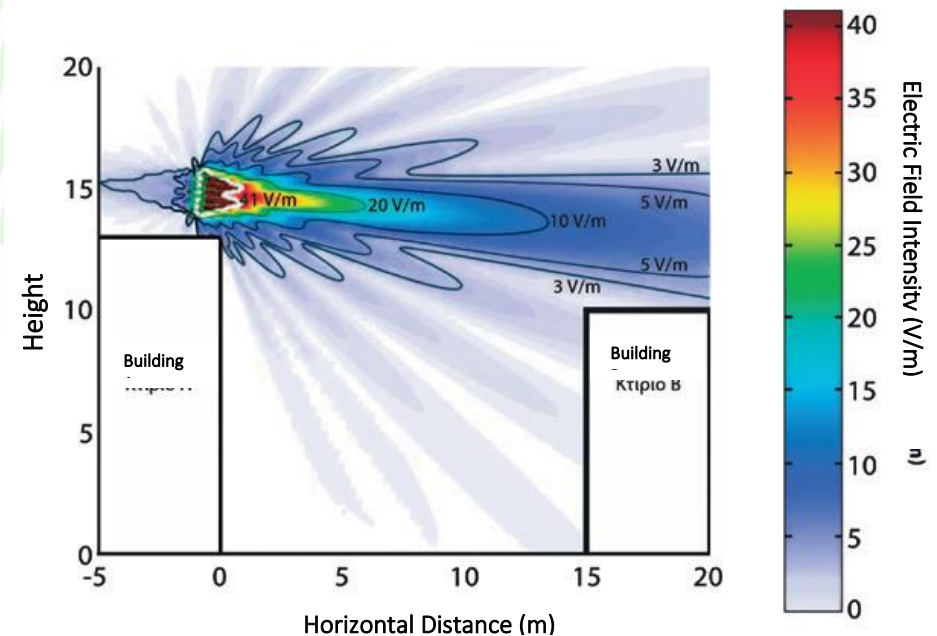 20
15
10
5
0
-5
0
5
10
15
20
Height
Horizontal Distance (m)
41 V/m
20 V/m
10 V/m
3 V/m
5 V/m
5 V/m
3 V/m
Building
Building
Κτίριο Β
40
35
30
25
20
15
10
5
0
Electric Field Intensity (V/m)